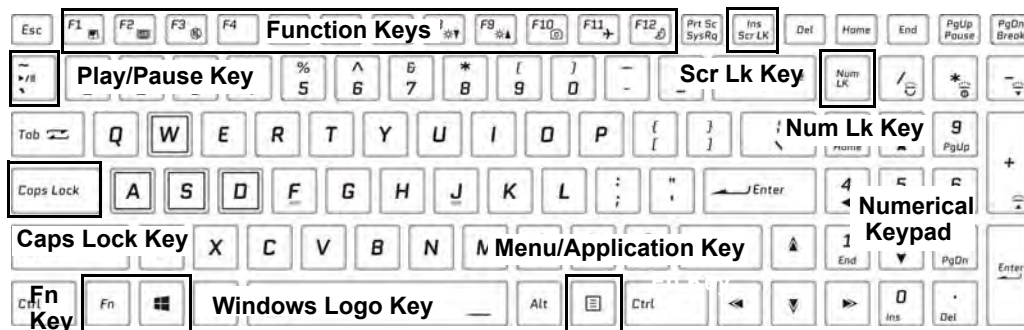 Esc F1 F2 F3 F4 Function Keys F9 F10 F11 F12 Prt Sc SysRq Ins Scr LK Del Home End PgUp Pause PgDn Break
~ ` Play/Pause Key % 5 ^ 6 & 7 * 8 ( 9 ) 0 — - Scr Lk Key Num LK / * -
Tab Q W E R T Y U I O P { [ } ] \ Num Lk Key Home 9 PgUp +
Caps Lock A S D F G H J K L : ; " ' Enter 4 5 6
Caps Lock Key X C V B N M Menu/Application Key 1 End Numerical Keypad PgDn Enter
Ctrl Fn Key Fn Windows Logo Key Alt Ctrl 0 Ins . Del